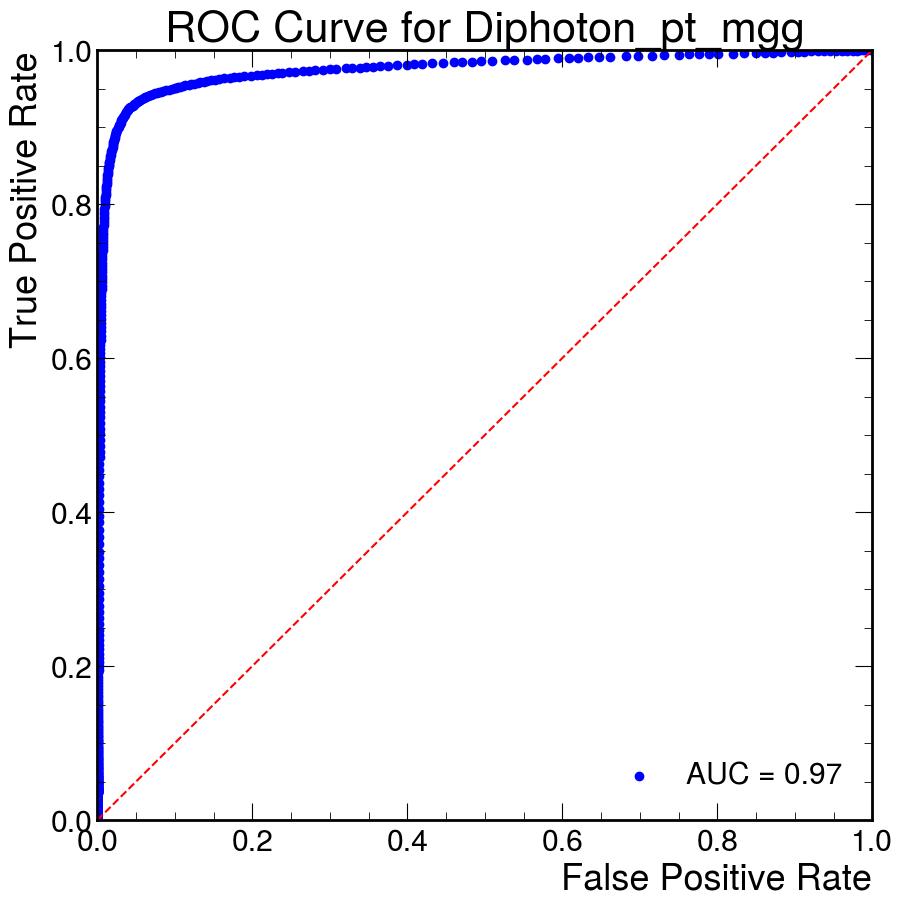 ROC Curve for Diphoton_pt_mgg
True Positive Rate
1.0
0.8
0.6
0.4
0.2
0.0
0.0 0.2 0.4 0.6 0.8 1.0
False Positive Rate
AUC = 0.97